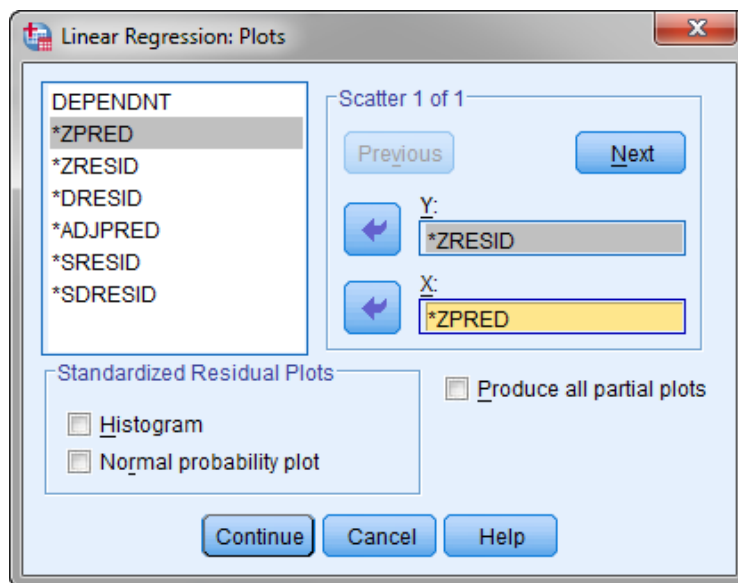 Linear Regression: Plots
DEPENDNT
*ZPRED
*ZRESID
*DRESID
*ADJPRED
*SRESID
*SDRESID
Scatter 1 of 1
Previous
Next
Y:
*ZRESID
X:
*ZPRED
Standardized Residual Plots
Histogram
Normal probability plot
Produce all partial plots
Continue
Cancel
Help